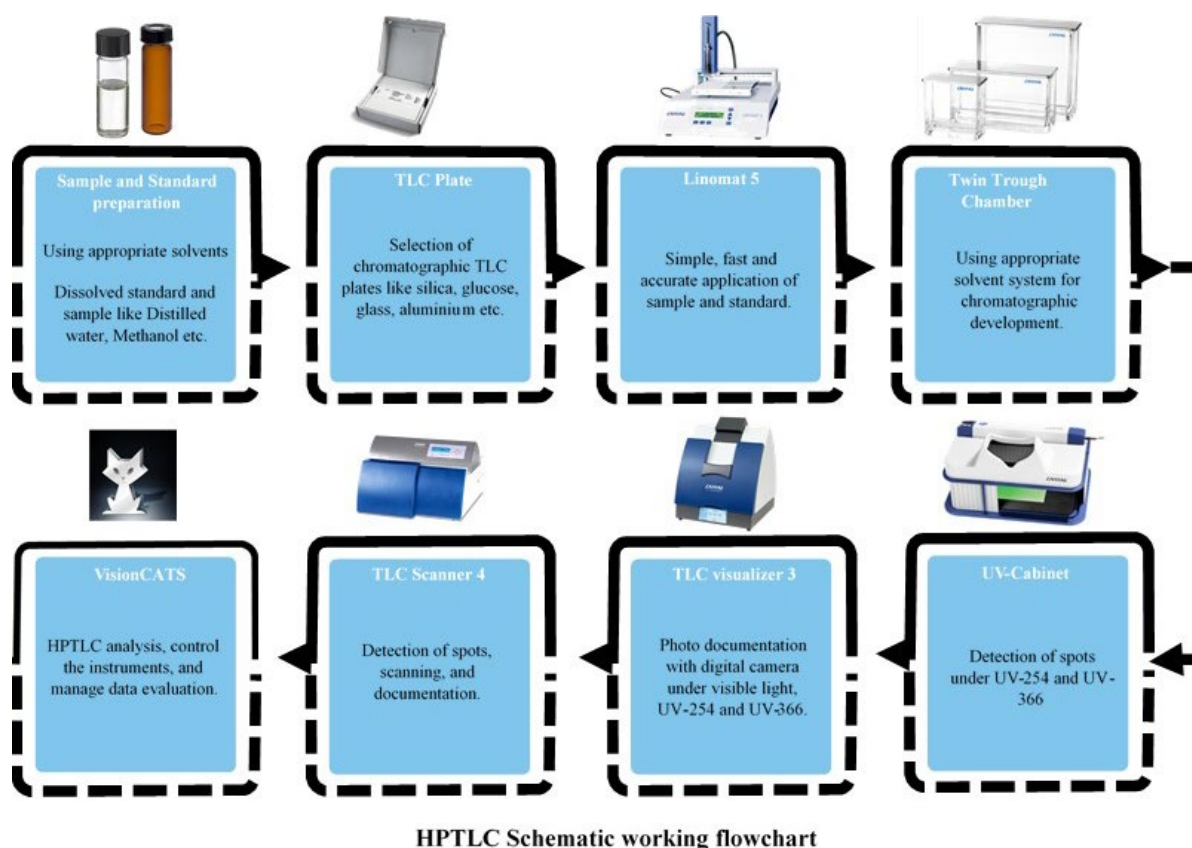 Sample and Standard
preparation
Using appropriate solvents
Dissolved standard and
sample like Distilled
water, Methanol etc.
TLC Plate
Selection of
chromatographic TLC
plates like silica, glucose,
glass, aluminium etc.
Linomat 5
Simple, fast and
accurate application of
sample and standard.
Twin Trough
Chamber
Using appropriate
solvent system for
chromatographic
development.
UV-Cabinet
Detection of spots
under UV-254 and UV-
366
TLC visualizer 3
Photo documentation
with digital camera
under visible light,
UV-254 and UV-366.
TLC Scanner 4
Detection of spots,
scanning, and
documentation.
VisionCATS
HPTLC analysis, control
the instruments, and
manage data evaluation.
HPTLC Schematic working flowchart